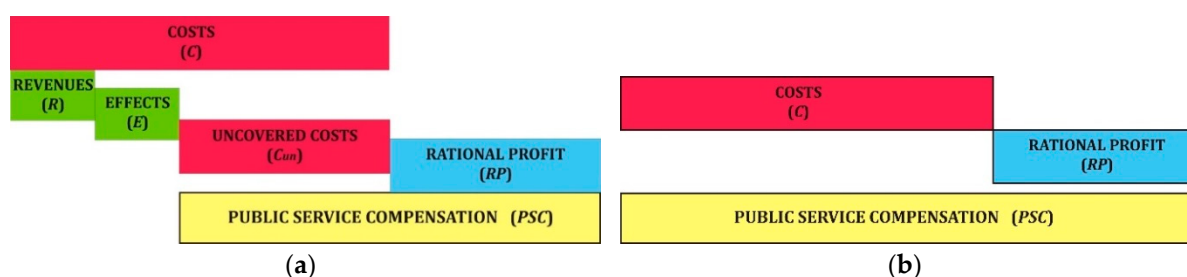 COSTS
(C)
REVENUES
(R)
EFFECTS
(E)
UNCOVERED COSTS
(Cun)
RATIONAL PROFIT
(RP)
PUBLIC SERVICE COMPENSATION (PSC)
(a)
COSTS
(C)
RATIONAL PROFIT
(RP)
PUBLIC SERVICE COMPENSATION (PSC)
(b)